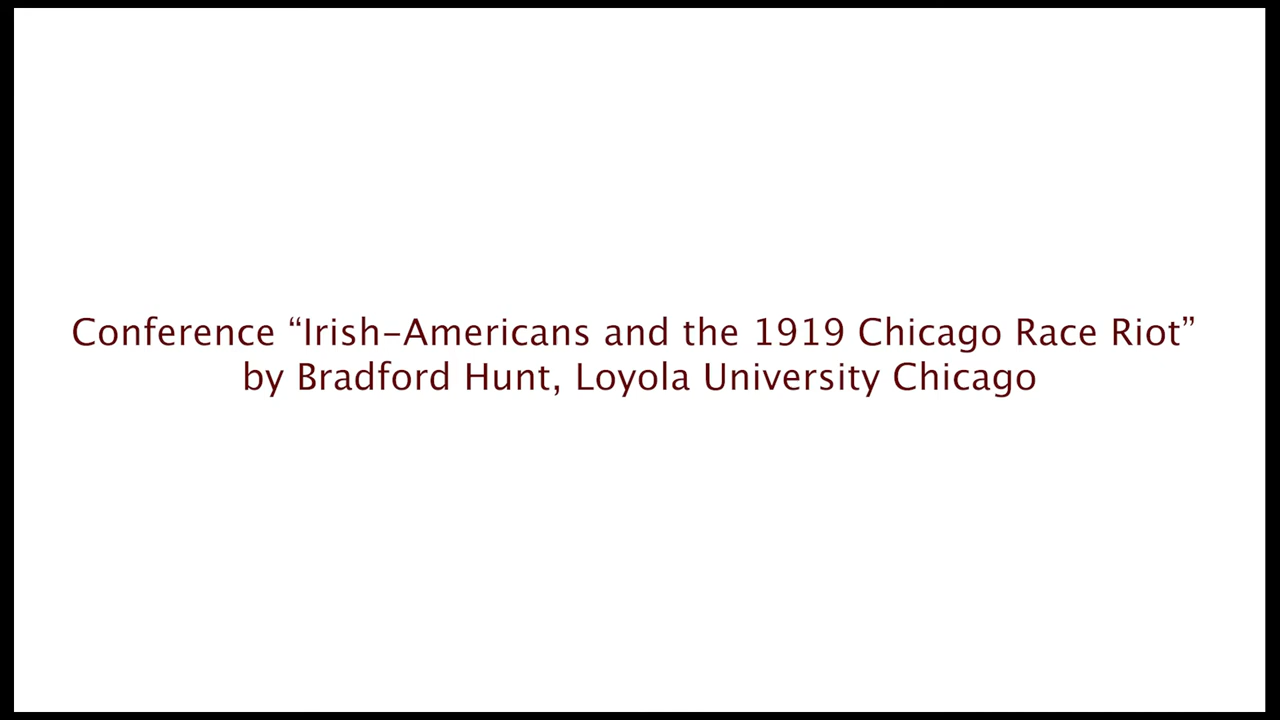 Conference “Irish-Americans and the 1919 Chicago Race Riot”
by Bradford Hunt, Loyola University Chicago